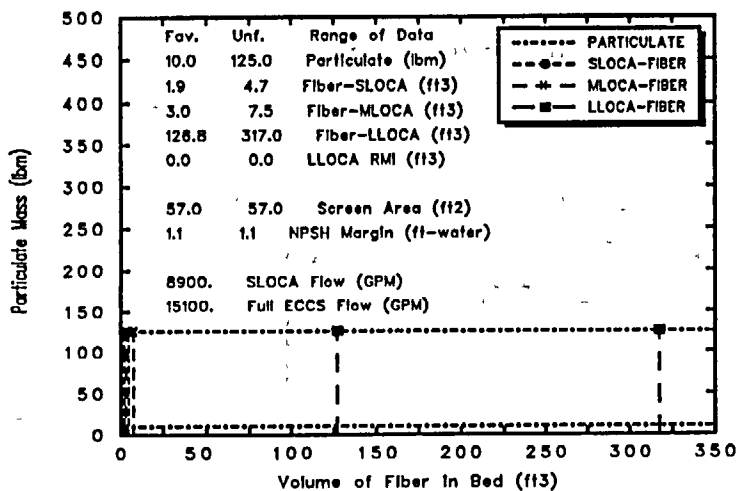 Fav. Unf. Range of Data
10.0 125.0 Particulate (lbm)
1.9 4.7 Fiber-SLOCA (ft3)
3.0 7.5 Fiber-MLOCA (ft3)
126.8 317.0 Fiber-LLOCA (ft3)
0.0 0.0 LLOCA RMI (ft3)
57.0 57.0 Screen Area (ft2)
1.1 1.1 NPSH Margin (ft-water)
8900. SLOCA Flow (GPM)
15100. Full ECCS Flow (GPM)
PARTICULATE
SLOCA-FIBER
MLOCA-FIBER
LLOCA-FIBER
Particulate Mass (lbm)
500
450
400
350
300
250
200
150
100
50
0
0 50 100 150 200 250 300 350
Volume of Fiber in Bed (ft3)